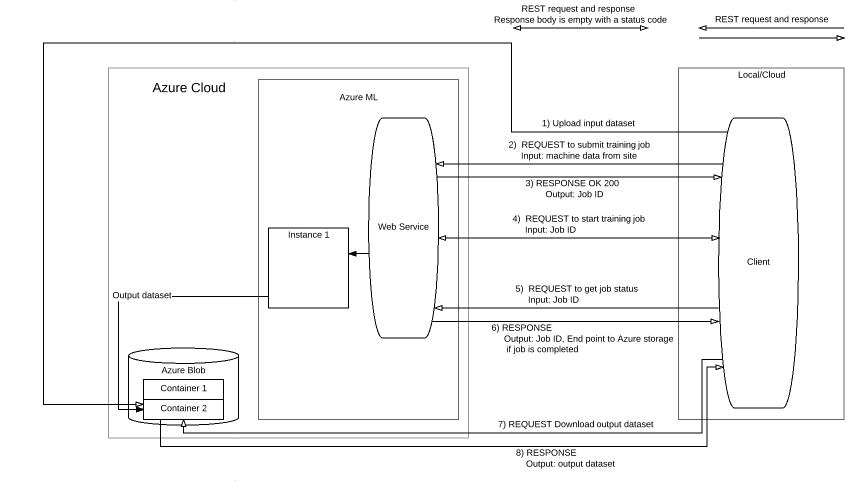 REST request and response
Response body is empty with a status code
REST request and response
Azure Cloud
Azure ML
Local/Cloud
1) Upload input dataset
2) REQUEST to submit training job
Input: machine data from site
3) RESPONSE OK 200
Output: Job ID
4) REQUEST to start training job
Input: Job ID
Web Service
Instance 1
Client
5) REQUEST to get job status
Input: Job ID
Output dataset
6) RESPONSE
Output: Job ID, End point to Azure storage
if job is completed
Azure Blob
Container 1
Container 2
7) REQUEST Download output dataset
8) RESPONSE
Output: output dataset